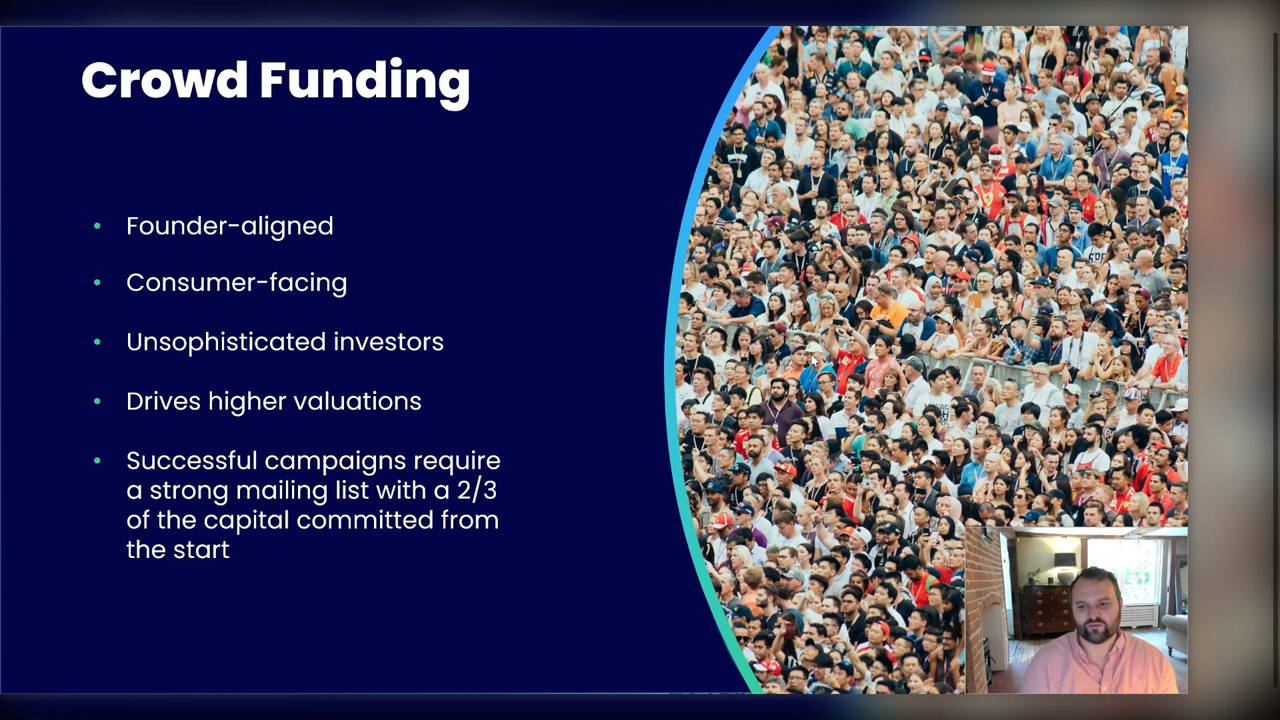 Crowd Funding
• Founder-aligned
• Consumer-facing
• Unsophisticated investors
• Drives higher valuations
• Successful campaigns require
a strong mailing list with a 2/3
of the capital committed from
the start